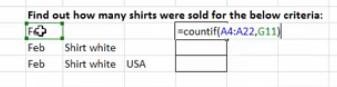 Find out how many shirts were sold for the below criteria:
Feb =countif(A4:A22,G11)
Feb Shirt white
Feb Shirt white USA